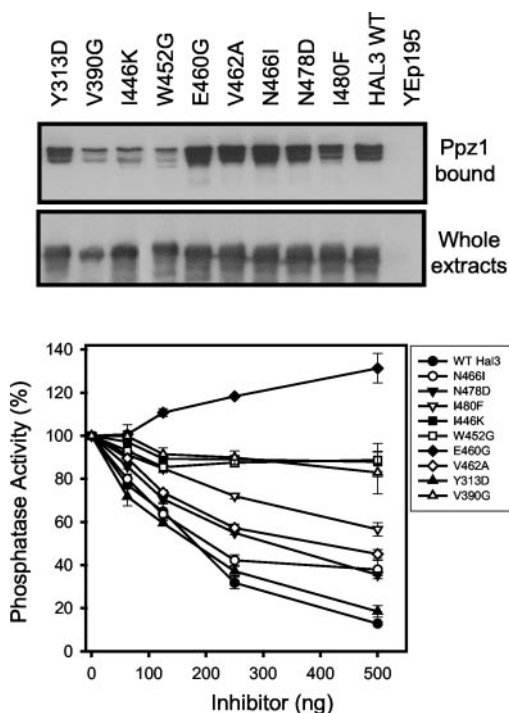 Y313D
V390G
I446K
W452G
E460G
V462A
N466I
N478D
I480F
HAL3 WT
YEp195
Ppz1
bound
Whole
extracts
140
120
100
80
60
40
20
0
Phosphatase Activity (%)
0
100
200
300
400
500
Inhibitor (ng)
WT Hal3
N466I
N478D
I480F
I446K
W452G
E460G
V462A
Y313D
V390G